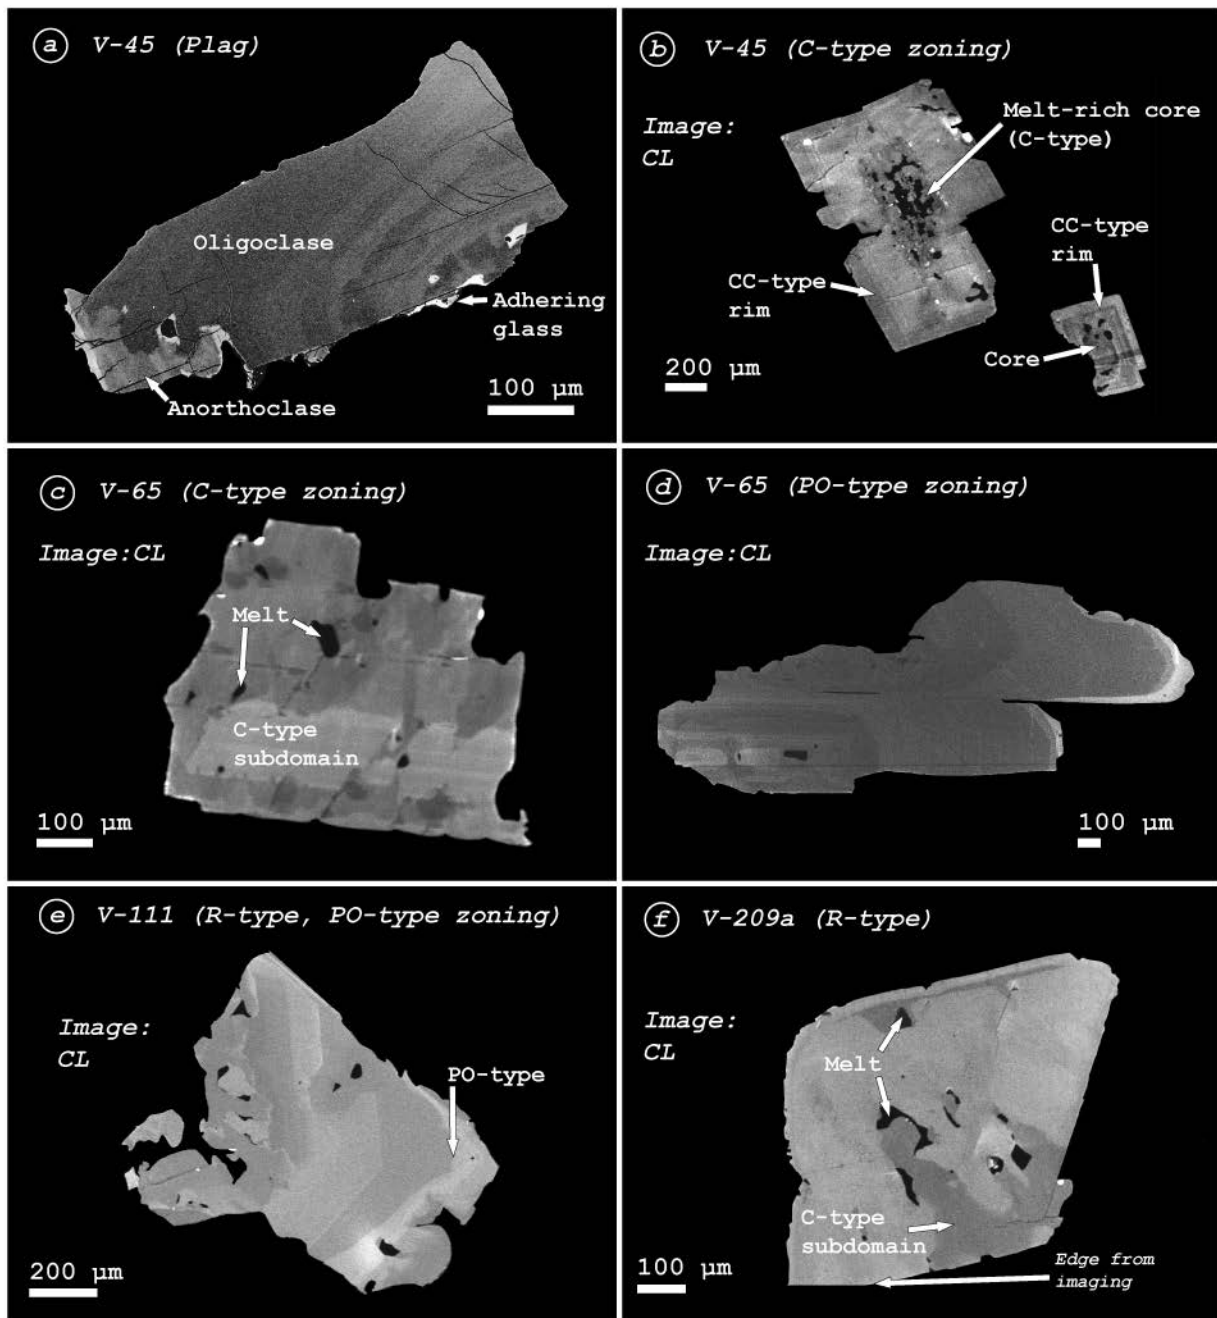 a V-45 (Plag)
Oligoclase
Adhering
glass
Anorthoclase
100 µm
b V-45 (C-type zoning)
Image:
CL
Melt-rich core
(C-type)
CC-type
rim
CC-type
rim
Core
200 µm
c V-65 (C-type zoning)
Image:CL
Melt
C-type
subdomain
100 µm
d V-65 (PO-type zoning)
Image:CL
100 µm
e V-111 (R-type, PO-type zoning)
Image:
CL
PO-type
200 µm
f V-209a (R-type)
Image:
CL
Melt
C-type
subdomain
Edge from
imaging
100 µm